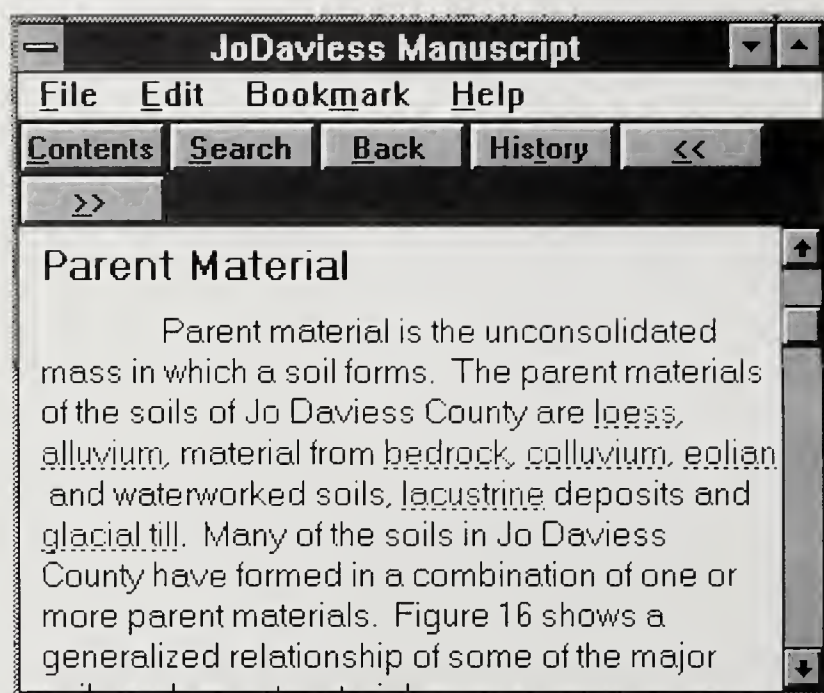 JoDaviess Manuscript
File Edit Bookmark Help
Contents Search Back History <<
>>
Parent Material
Parent material is the unconsolidated
mass in which a soil forms. The parent materials
of the soils of Jo Daviess County are loess,
alluvium, material from bedrock, colluvium, eolian
and waterworked soils, lacustrine deposits and
glacial till. Many of the soils in Jo Daviess
County have formed in a combination of one or
more parent materials. Figure 16 shows a
generalized relationship of some of the major